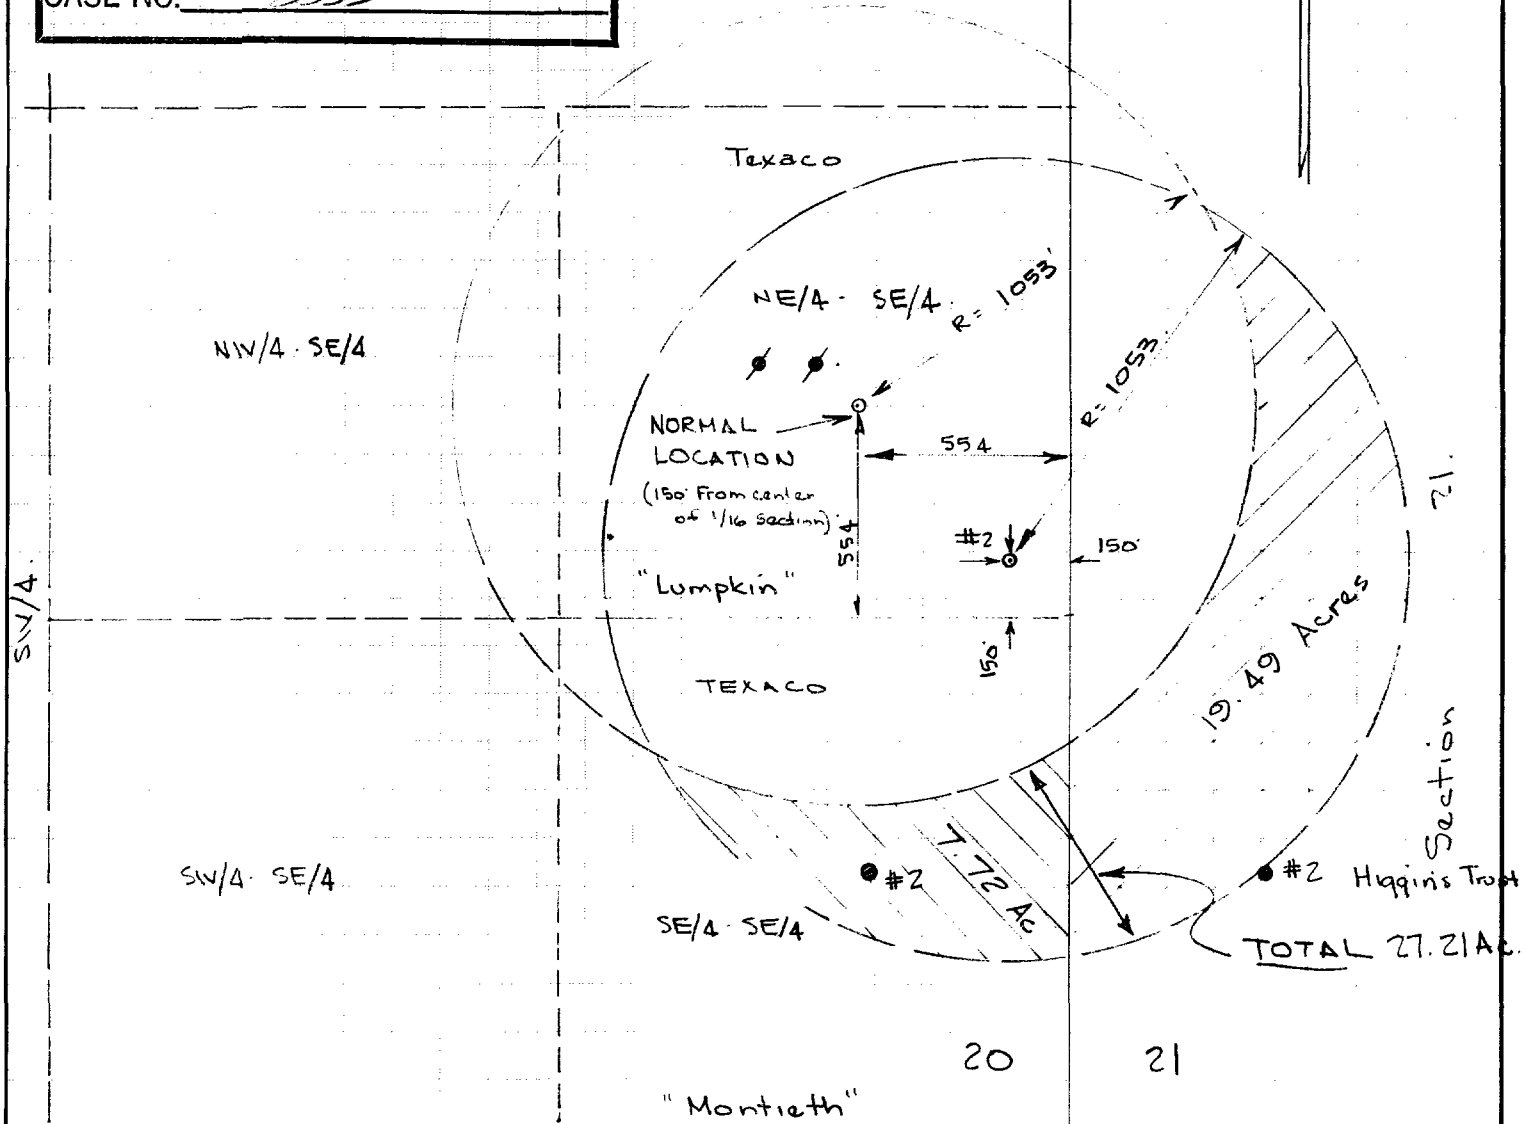 CASE NO.
Texaco
NE/4 - SE/4
R= 1053'
NW/4 - SE/4
R= 1053'
NORMAL
LOCATION
(150' From center
of 1/16 Section)
554
554
#2
150'
"Lumpkin"
150'
SW/4
TEXACO
19.49 Acres
Section 21
7.72 Ac
#2
#2 Higgins Trust
SW/4 - SE/4
SE/4 - SE/4
TOTAL 27.21 Ac.
20
21
"Montieth"